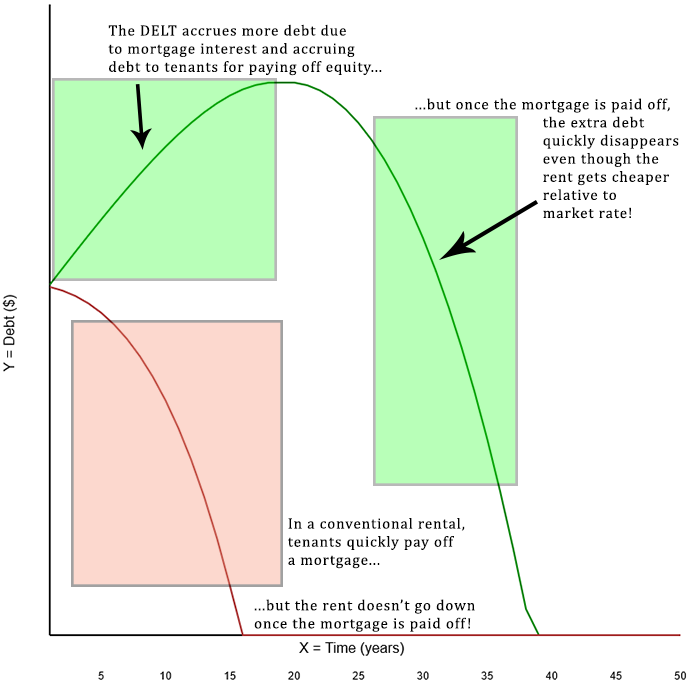 The DELT accrues more debt due
to mortgage interest and accruing
debt to tenants for paying off equity...
...but once the mortgage is paid off,
the extra debt
quickly disappears
even though the
rent gets cheaper
relative to
market rate!
Y = Debt ($)
In a conventional rental,
tenants quickly pay off
a mortgage...
...but the rent doesn't go down
once the mortgage is paid off!
X = Time (years)
5 10 15 20 25 30 35 40 45 50